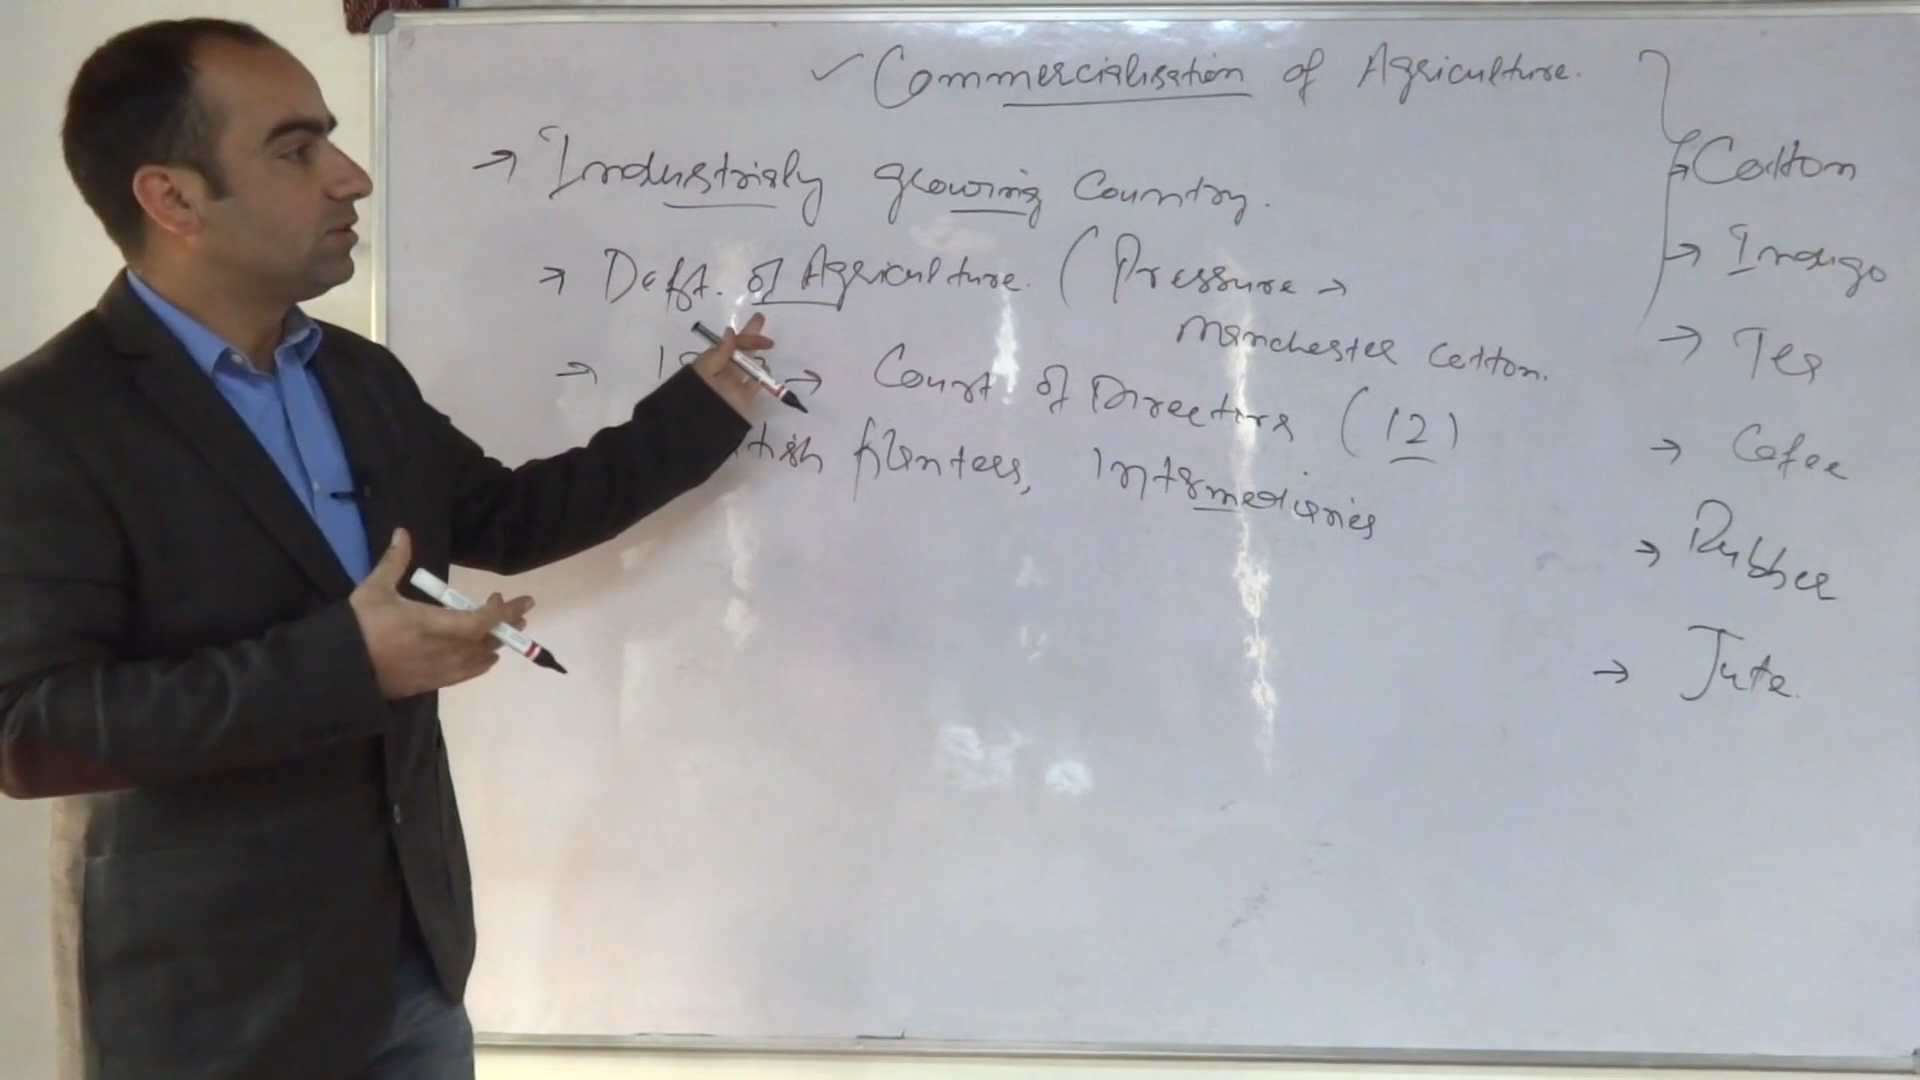 ✓ Commercialisation of Agriculture.
→ Industrialy growing Country.
→ Deptt. of Agriculture. ( Pressure →
Manchester Cotton.
→ → Court of Directors (12)
planters, Intermediaries
→ Cotton
→ Indigo
→ Tea
→ Cofee
→ Rubber
→ Jute.